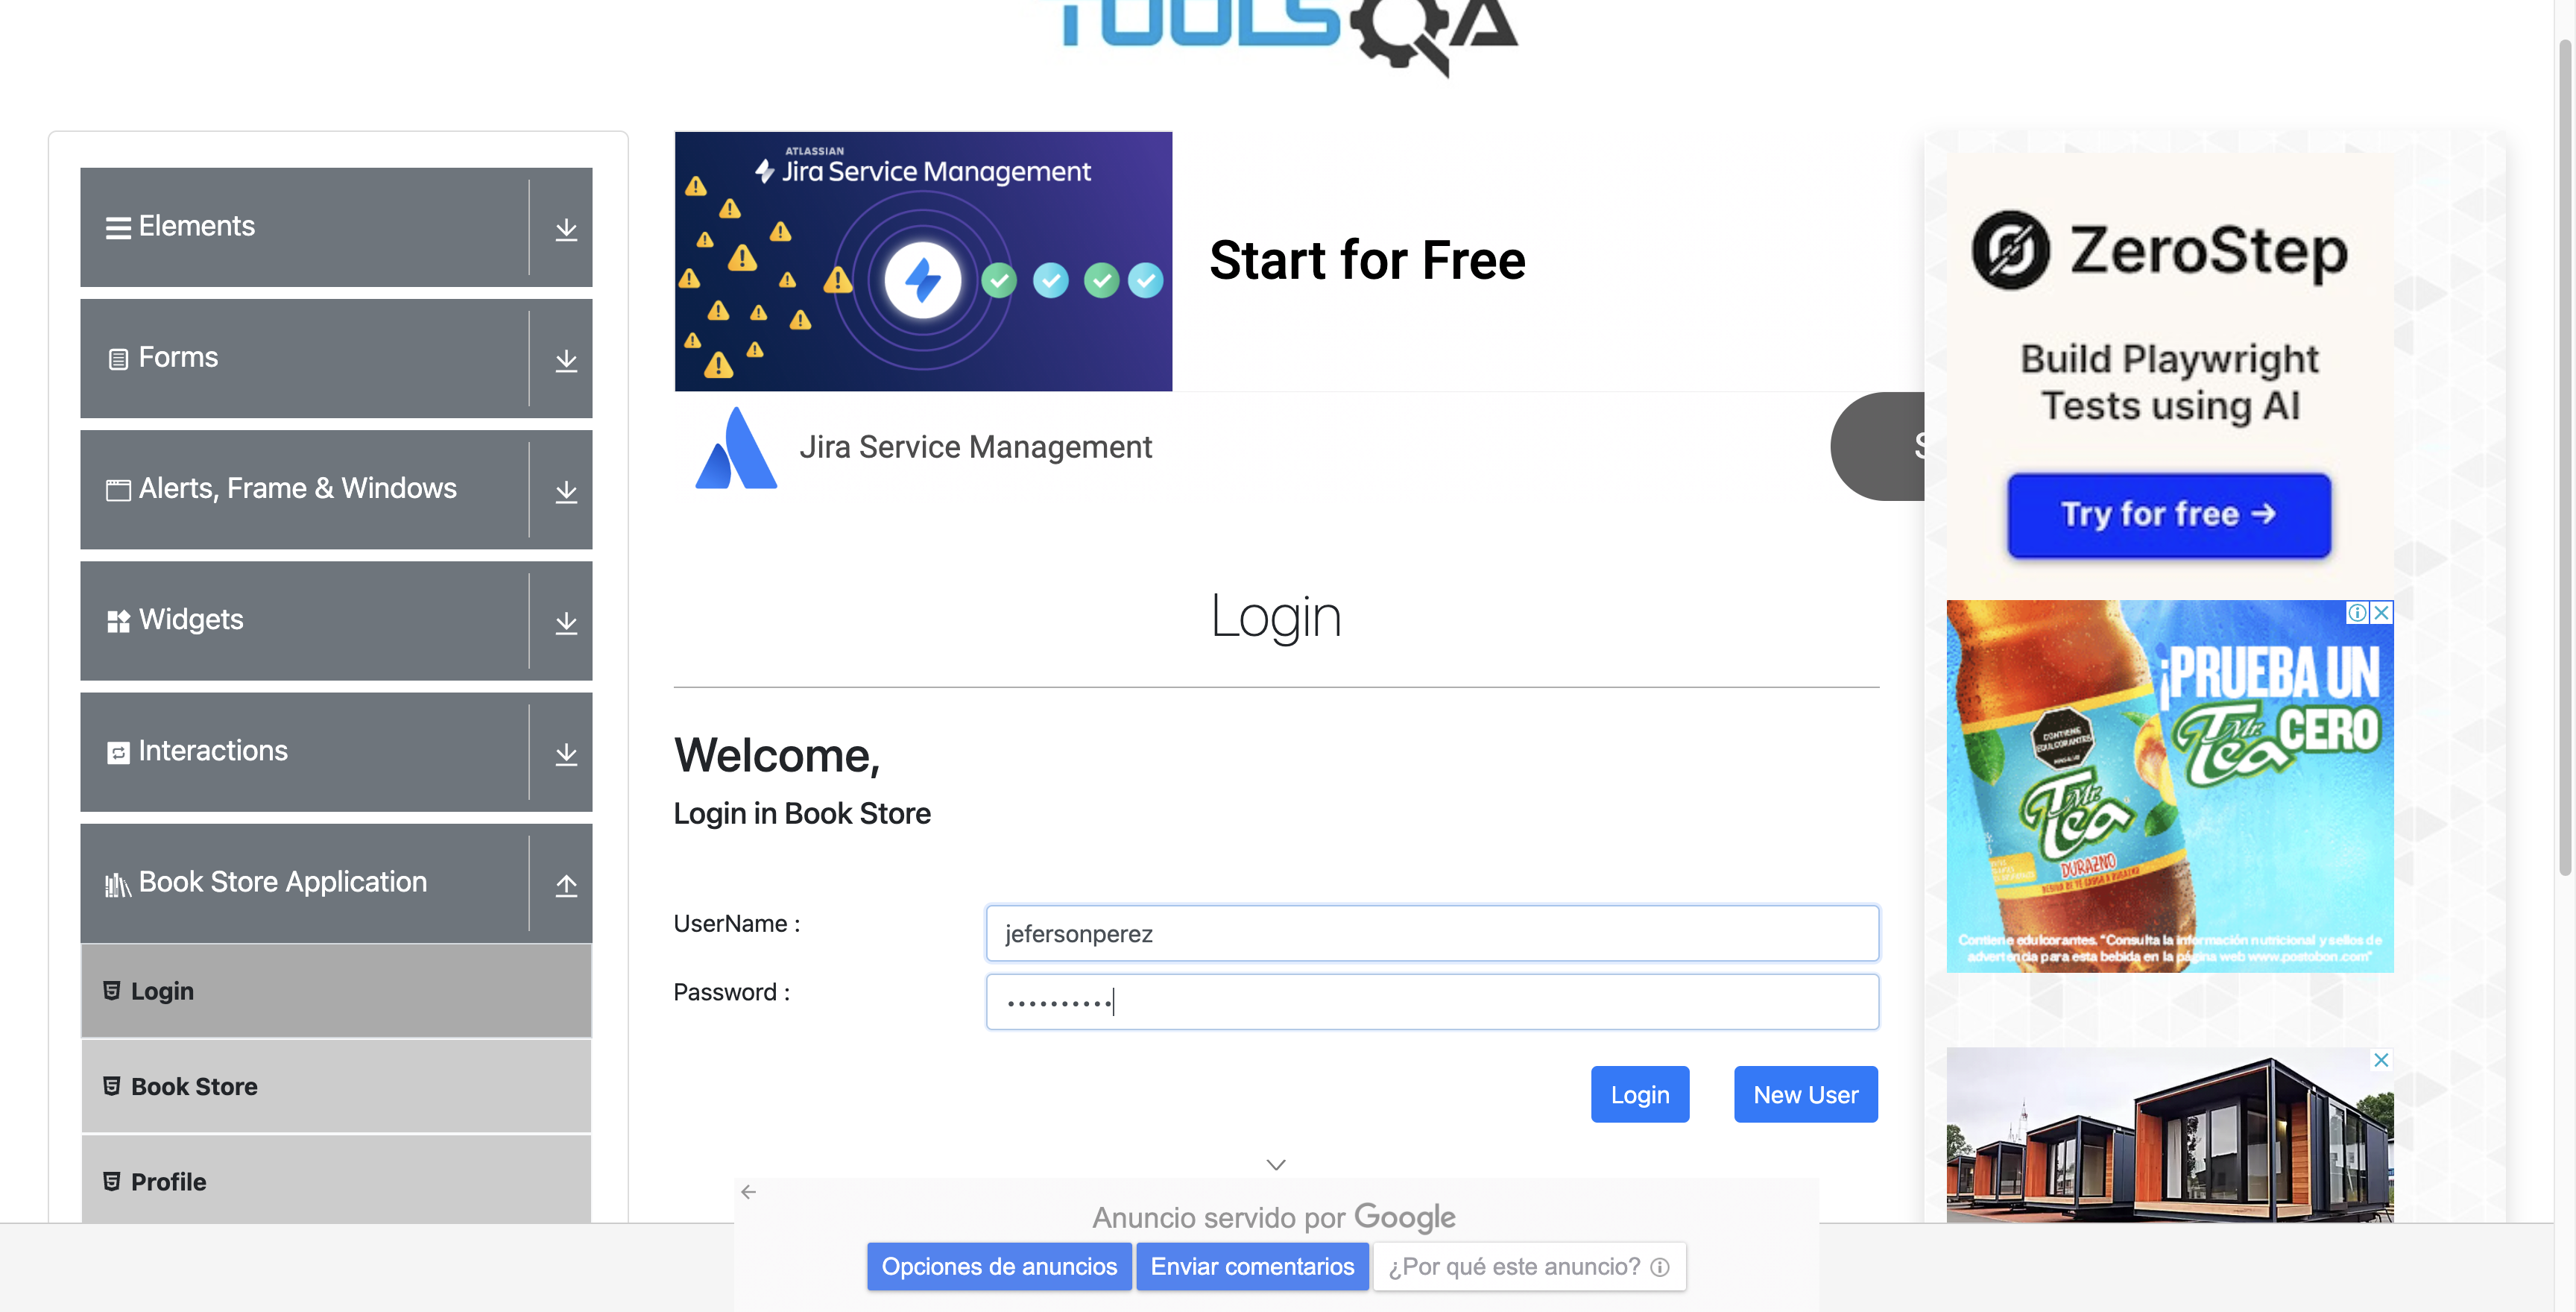 TOOLSQA
Elements
Forms
Alerts, Frame & Windows
Widgets
Interactions
Book Store Application
Login
Book Store
Profile
ATLASSIAN
Jira Service Management
Start for Free
Jira Service Management
S
Login
Welcome,
Login in Book Store
UserName :
jefersonperez
Password :
••••••••••
Login
New User
ZeroStep
Build Playwright
Tests using AI
Try for free →
¡PRUEBA UN
Mr. Tea CERO
CONTIENE
EDULCORANTES
Mr.
Tea
DURAZNO
Contiene edulcorantes. "Consulta la información nutricional y sellos de
advertencia para esta bebida en la página web www.postobon.com"
Anuncio servido por Google
Opciones de anuncios
Enviar comentarios
¿Por qué este anuncio?